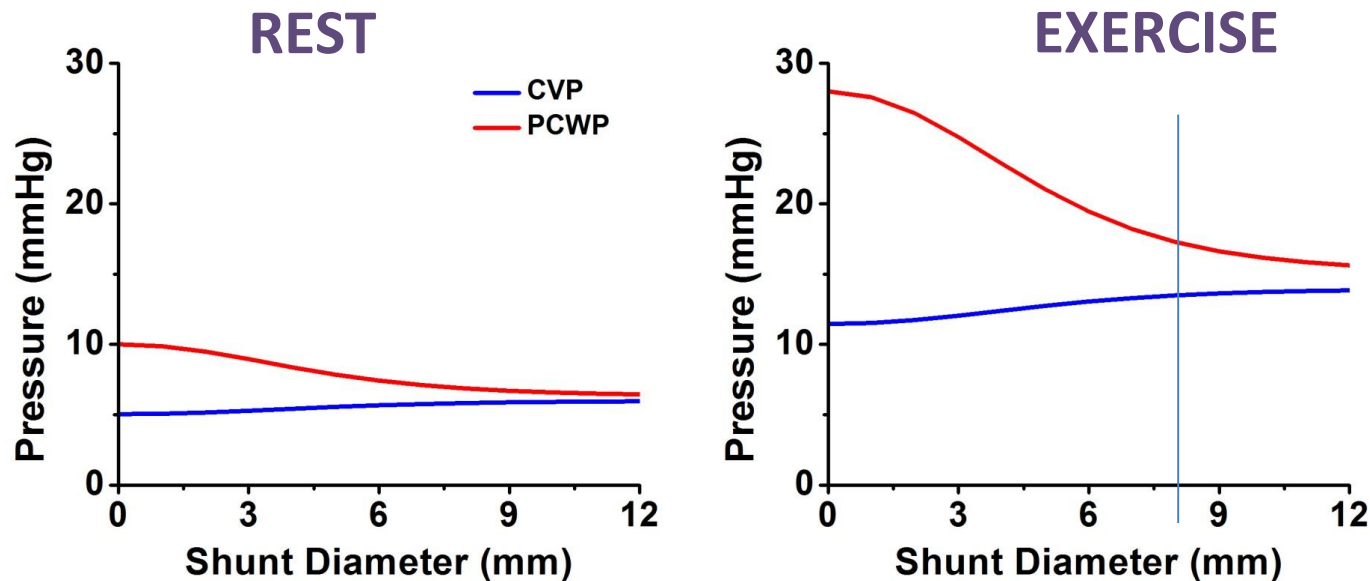 REST
30
20
10
0
Pressure (mmHg)
CVP
PCWP
0 3 6 9 12
Shunt Diameter (mm)
EXERCISE
30
20
10
0
Pressure (mmHg)
0 3 6 9 12
Shunt Diameter (mm)